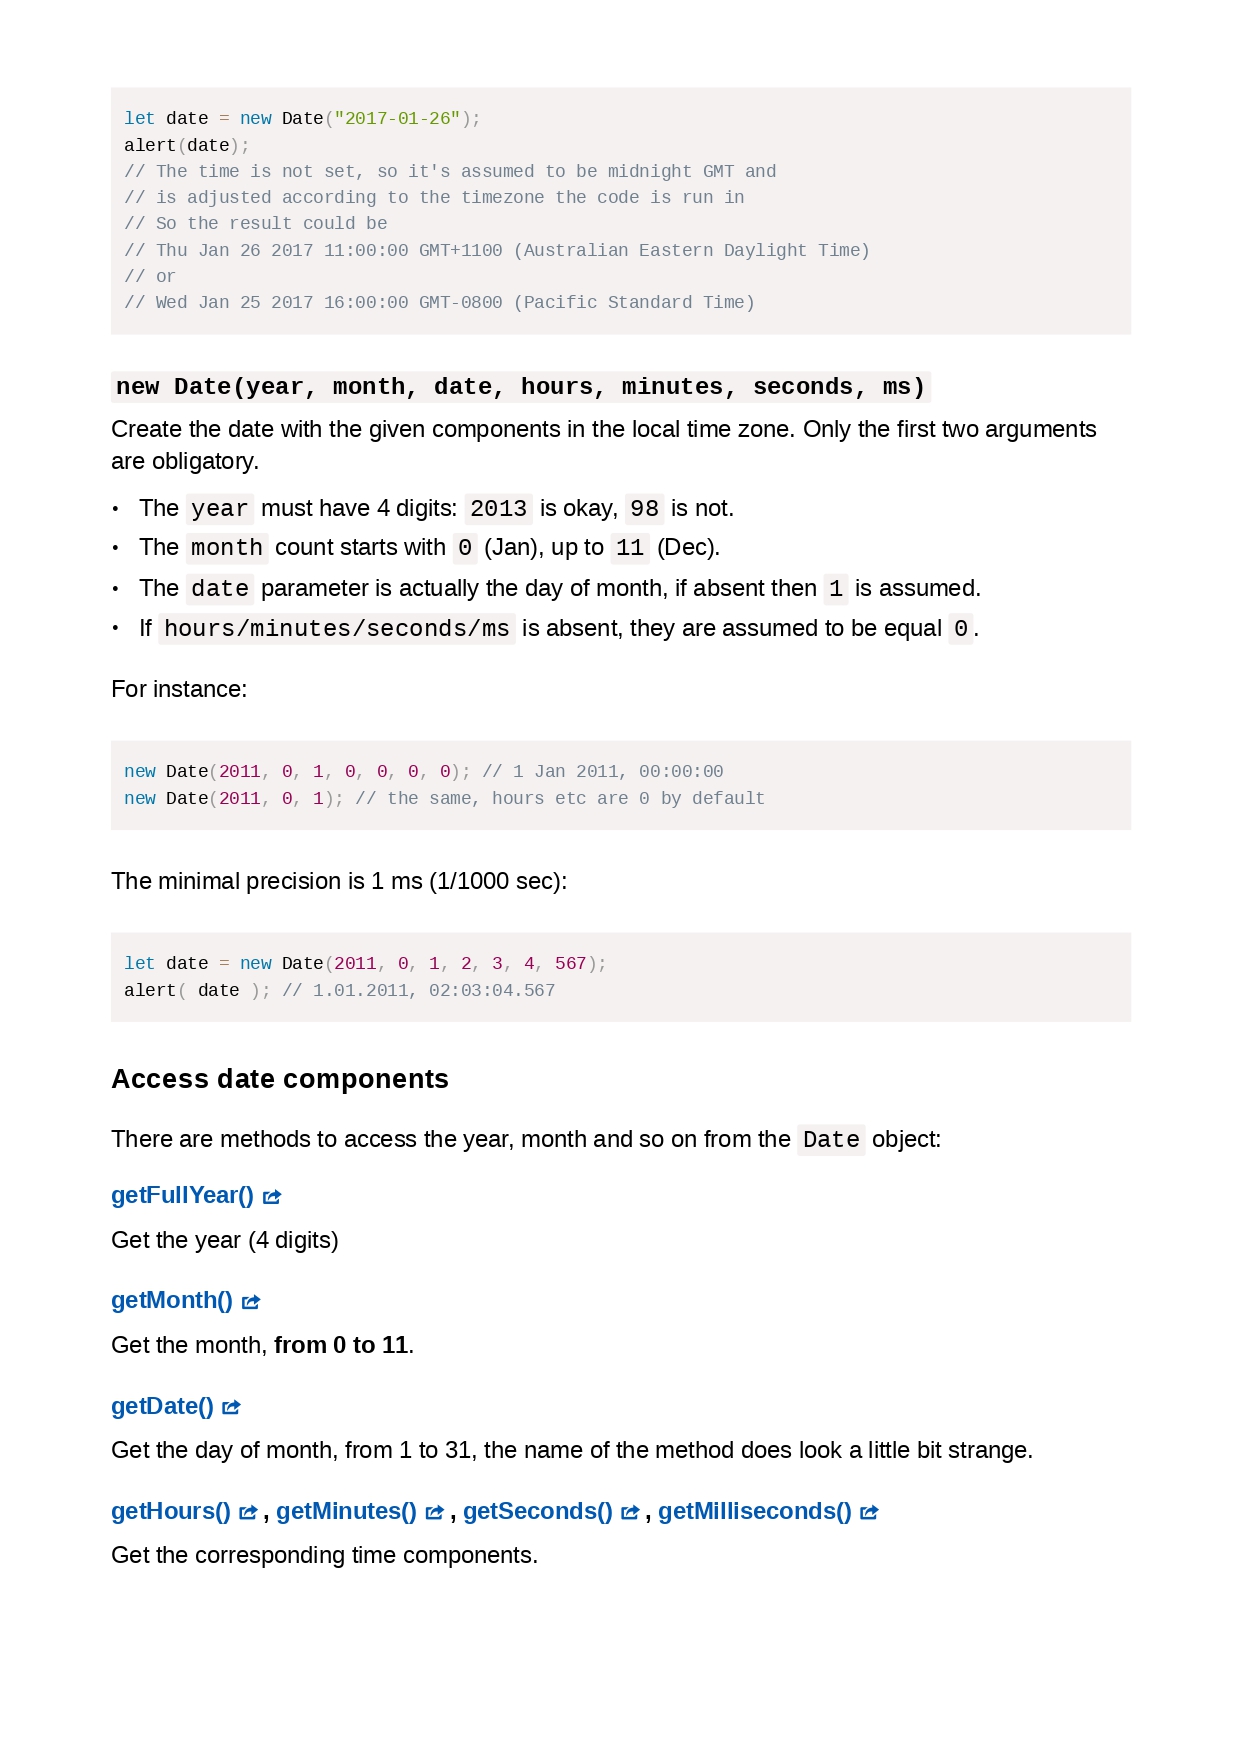 let date = new Date("2017-01-26");
alert(date);
// The time is not set, so it's assumed to be midnight GMT and
// is adjusted according to the timezone the code is run in
// So the result could be
// Thu Jan 26 2017 11:00:00 GMT+1100 (Australian Eastern Daylight Time)
// or
// Wed Jan 25 2017 16:00:00 GMT-0800 (Pacific Standard Time)
new Date(year, month, date, hours, minutes, seconds, ms)
Create the date with the given components in the local time zone. Only the first two arguments
are obligatory.
• The year must have 4 digits: 2013 is okay, 98 is not.
• The month count starts with 0 (Jan), up to 11 (Dec).
• The date parameter is actually the day of month, if absent then 1 is assumed.
• If hours/minutes/seconds/ms is absent, they are assumed to be equal 0.
For instance:
new Date(2011, 0, 1, 0, 0, 0, 0); // 1 Jan 2011, 00:00:00
new Date(2011, 0, 1); // the same, hours etc are 0 by default
The minimal precision is 1 ms (1/1000 sec):
let date = new Date(2011, 0, 1, 2, 3, 4, 567);
alert( date ); // 1.01.2011, 02:03:04.567
Access date components
There are methods to access the year, month and so on from the Date object:
getFullYear()
Get the year (4 digits)
getMonth()
Get the month, from 0 to 11.
getDate()
Get the day of month, from 1 to 31, the name of the method does look a little bit strange.
getHours() , getMinutes() , getSeconds() , getMilliseconds()
Get the corresponding time components.